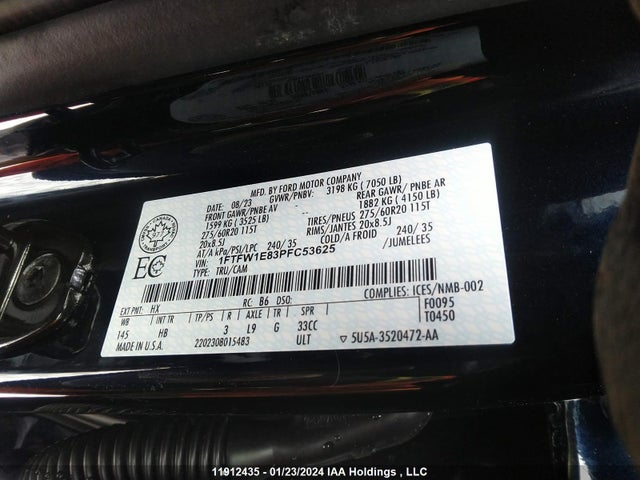 MFD. BY FORD MOTOR COMPANY
DATE: 08/23 GVWR/PNBV: 3198 KG ( 7050 LB)
FRONT GAWR/PNBE AV REAR GAWR/ PNBE AR
1599 KG ( 3525 LB) 1882 KG ( 4150 LB)
275/60R20 115T TIRES/PNEUS 275/60R20 115T
20x8.5J RIMS/JANTES 20x8.5J
AT/A kPa/PSI/LPC 240/ 35 COLD/A FROID 240/ 35
VIN: 1FTFW1E83PFC53625 /JUMELEES
TYPE: TRU/CAM
EC
COMPLIES: ICES/NMB-002
EXT PNT: HX RC: B6 DSO: F0095
WB INT TR TP/PS R AXLE TR SPR T0450
145 HB 3 L9 G 33CC
MADE IN U.S.A. 2202308015483 ULT 5U5A-3520472-AA
11912435 - 01/23/2024 IAA Holdings , LLC